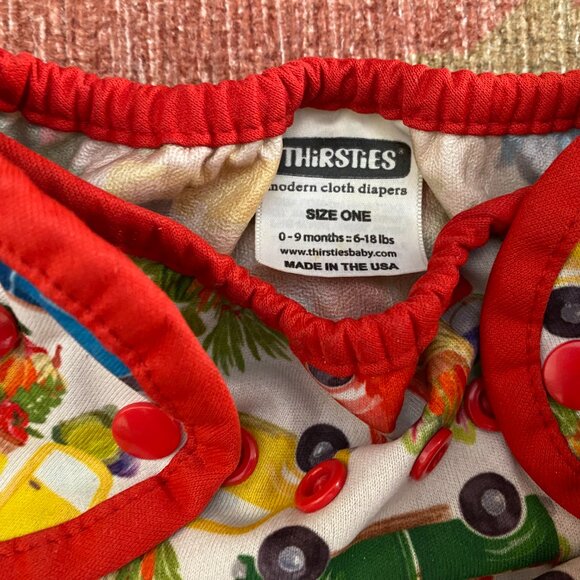 THiRSTiES
modern cloth diapers
SIZE ONE
0-9 months :: 6-18 lbs
www.thirstiesbaby.com
MADE IN THE USA